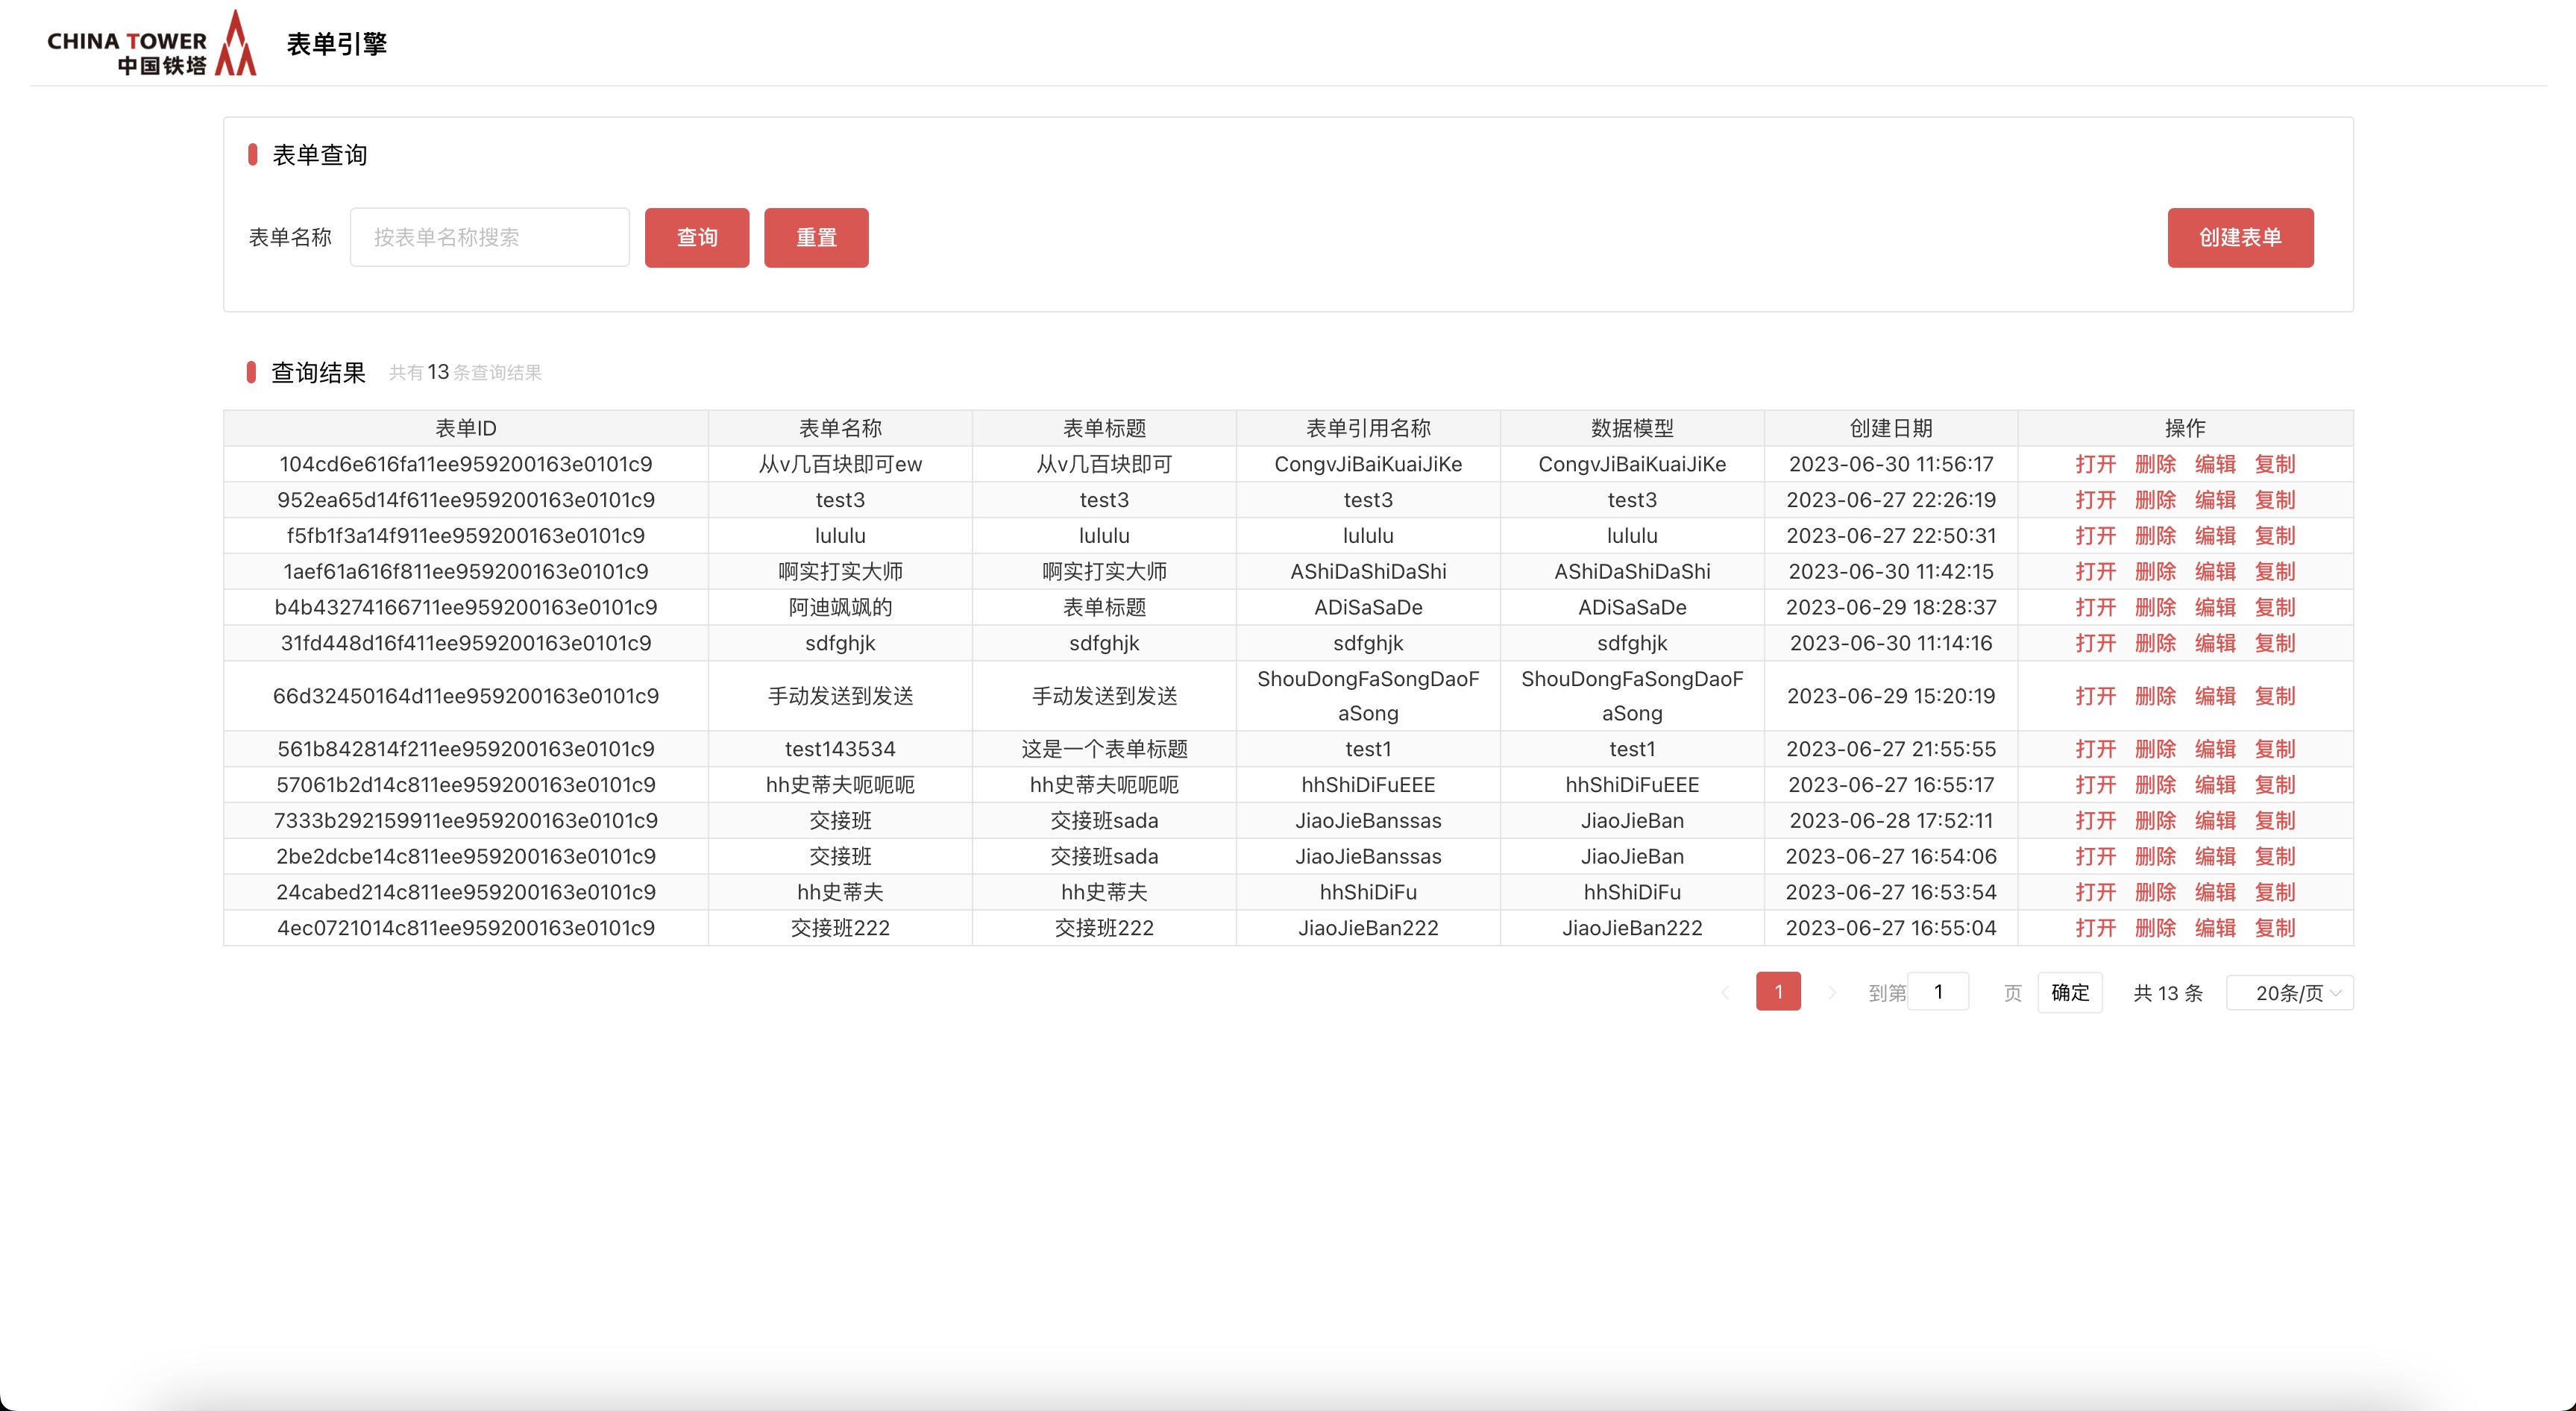 CHINA TOWER
中国铁塔
表单引擎
表单查询
表单名称 按表单名称搜索 查询 重置 创建表单
查询结果 共有 13 条查询结果
表单ID 表单名称 表单标题 表单引用名称 数据模型 创建日期 操作
104cd6e616fa11ee959200163e0101c9 从v几百块即可ew 从v几百块即可 CongvJiBaiKuaiJiKe CongvJiBaiKuaiJiKe 2023-06-30 11:56:17 打开 删除 编辑 复制
952ea65d14f611ee959200163e0101c9 test3 test3 test3 test3 2023-06-27 22:26:19 打开 删除 编辑 复制
f5fb1f3a14f911ee959200163e0101c9 lululu lululu lululu lululu 2023-06-27 22:50:31 打开 删除 编辑 复制
1aef61a616f811ee959200163e0101c9 啊实打实大师 啊实打实大师 AShiDaShiDaShi AShiDaShiDaShi 2023-06-30 11:42:15 打开 删除 编辑 复制
b4b43274166711ee959200163e0101c9 阿迪飒飒的 表单标题 ADiSaSaDe ADiSaSaDe 2023-06-29 18:28:37 打开 删除 编辑 复制
31fd448d16f411ee959200163e0101c9 sdfghjk sdfghjk sdfghjk sdfghjk 2023-06-30 11:14:16 打开 删除 编辑 复制
66d32450164d11ee959200163e0101c9 手动发送到发送 手动发送到发送 ShouDongFaSongDaoF ShouDongFaSongDaoF 2023-06-29 15:20:19 打开 删除 编辑 复制
aSong aSong
561b842814f211ee959200163e0101c9 test143534 这是一个表单标题 test1 test1 2023-06-27 21:55:55 打开 删除 编辑 复制
57061b2d14c811ee959200163e0101c9 hh史蒂夫呃呃呃 hh史蒂夫呃呃呃 hhShiDiFuEEE hhShiDiFuEEE 2023-06-27 16:55:17 打开 删除 编辑 复制
7333b292159911ee959200163e0101c9 交接班 交接班sada JiaoJieBanssas JiaoJieBan 2023-06-28 17:52:11 打开 删除 编辑 复制
2be2dcbe14c811ee959200163e0101c9 交接班 交接班sada JiaoJieBanssas JiaoJieBan 2023-06-27 16:54:06 打开 删除 编辑 复制
24cabed214c811ee959200163e0101c9 hh史蒂夫 hh史蒂夫 hhShiDiFu hhShiDiFu 2023-06-27 16:53:54 打开 删除 编辑 复制
4ec0721014c811ee959200163e0101c9 交接班222 交接班222 JiaoJieBan222 JiaoJieBan222 2023-06-27 16:55:04 打开 删除 编辑 复制
1 到第 1 页 确定 共 13 条 20条/页